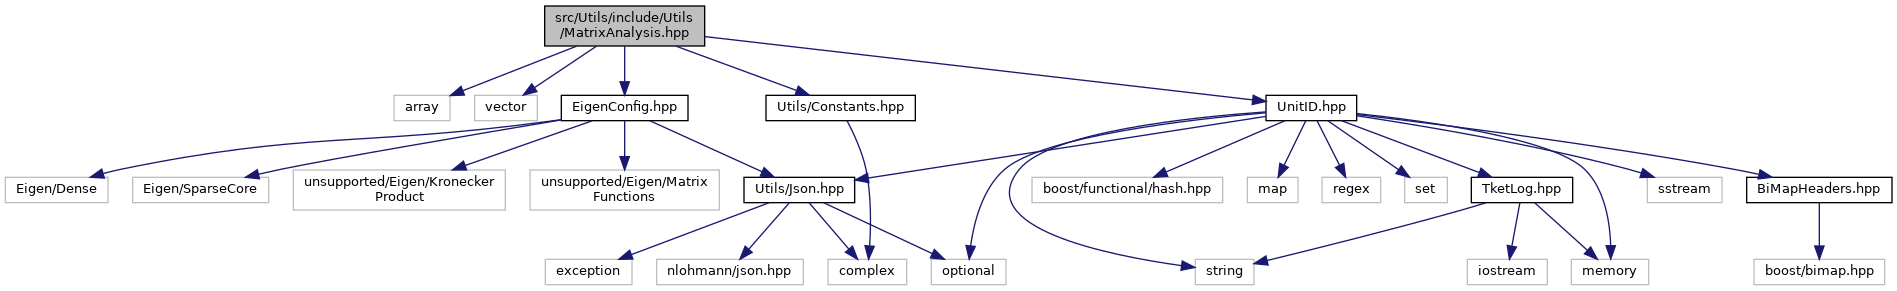 src/Utils/include/Utils
/MatrixAnalysis.hpp
array
vector
EigenConfig.hpp
Utils/Constants.hpp
UnitID.hpp
Eigen/Dense
Eigen/SparseCore
unsupported/Eigen/Kronecker
Product
unsupported/Eigen/Matrix
Functions
Utils/Json.hpp
boost/functional/hash.hpp
map
regex
set
TketLog.hpp
sstream
BiMapHeaders.hpp
exception
nlohmann/json.hpp
complex
optional
string
iostream
memory
boost/bimap.hpp